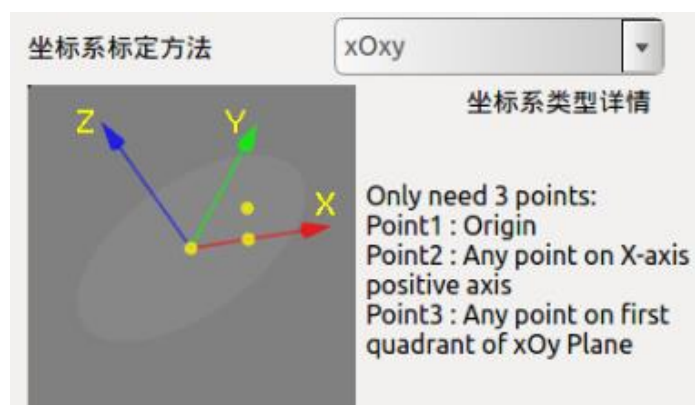 坐标系标定方法
xOxy
坐标系类型详情
Z
Y
X
Only need 3 points:
Point1 : Origin
Point2 : Any point on X-axis
positive axis
Point3 : Any point on first
quadrant of xOy Plane